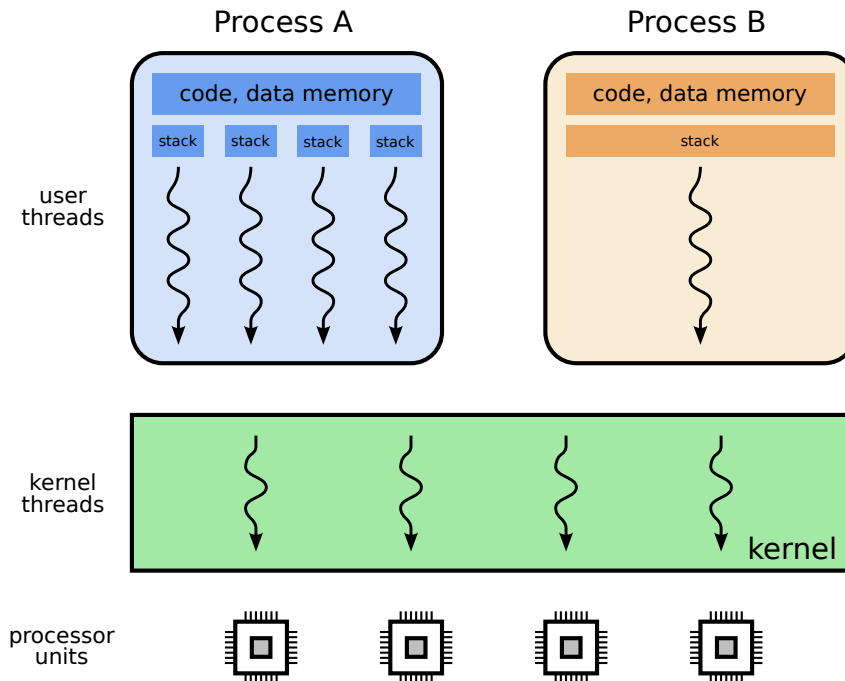 Process A
Process B
code, data memory
code, data memory
stack
stack
stack
stack
stack
user
threads
kernel
threads
kernel
processor
units